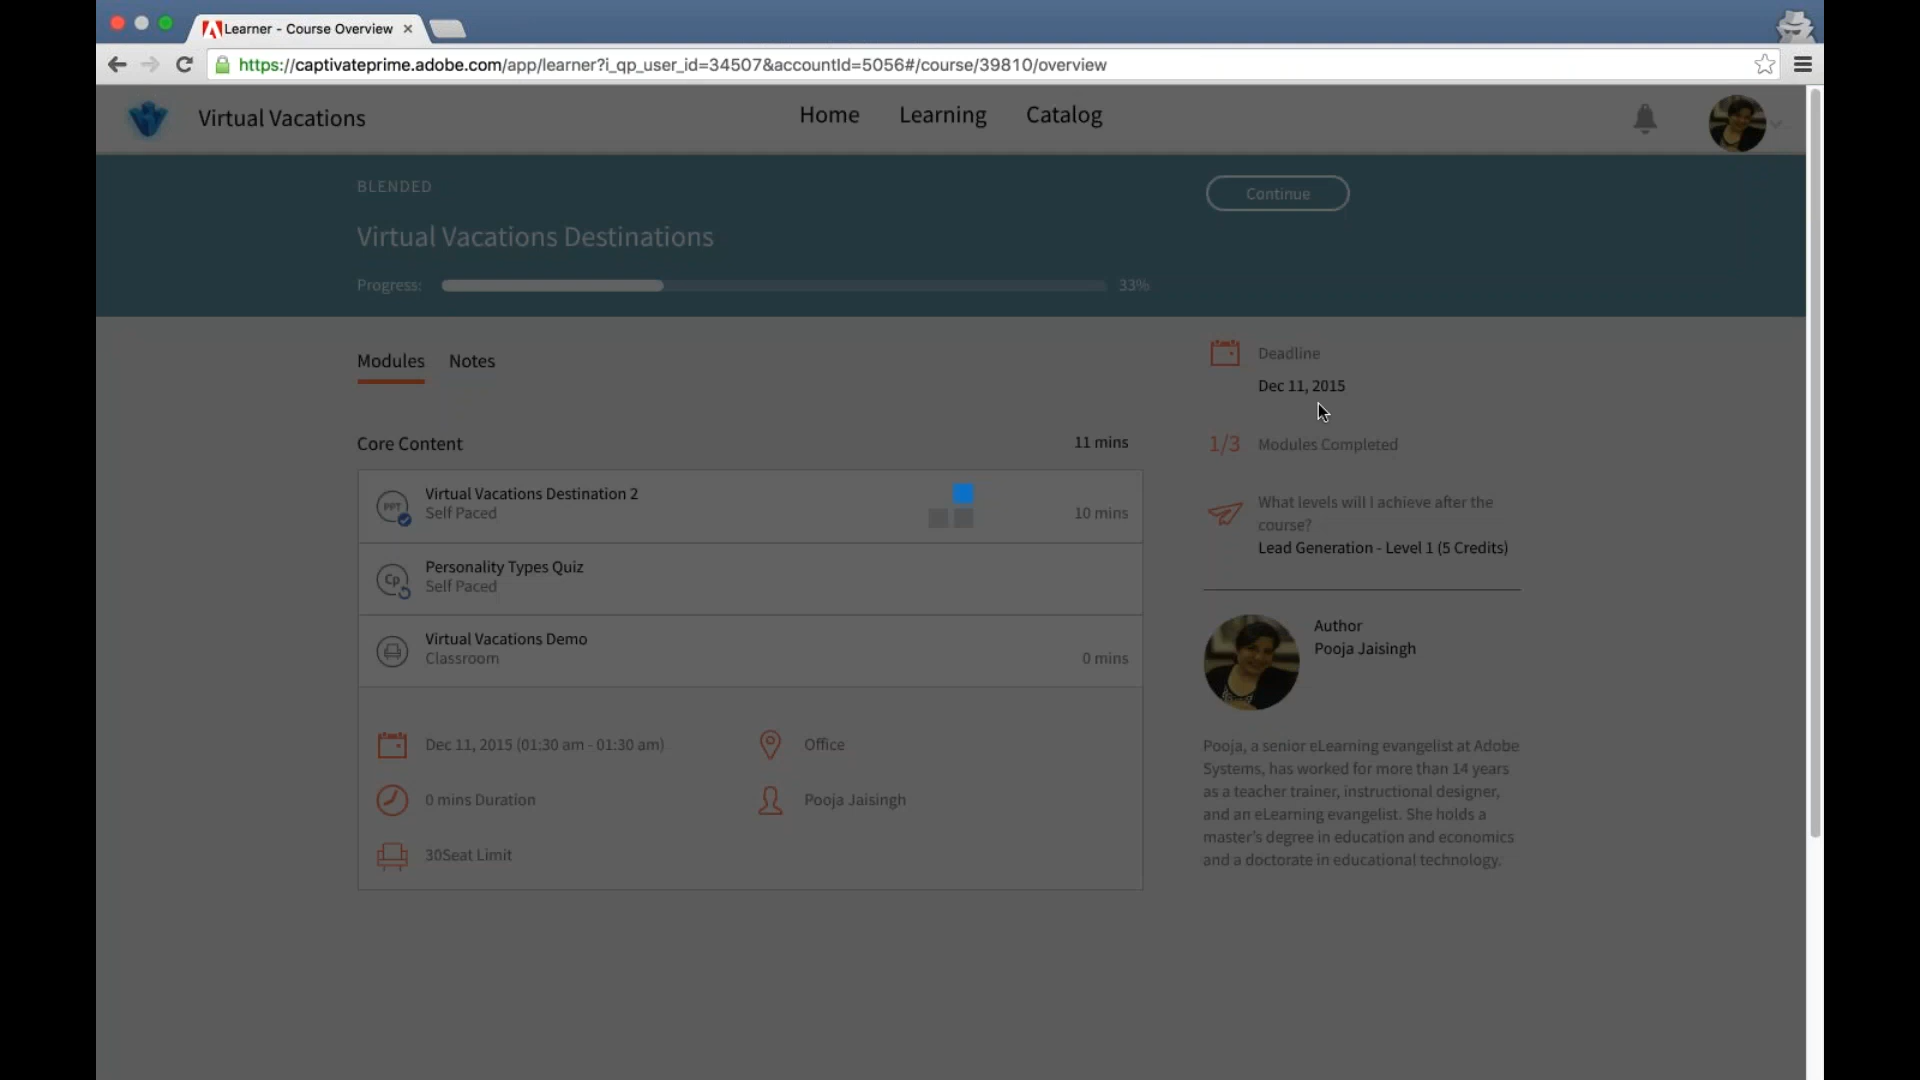 Learner - Course Overview
https://captivateprime.adobe.com/app/learner?i_qp_user_id=34507&accountId=5056#/course/39810/overview
Virtual Vacations
Home
Learning
Catalog
BLENDED
Continue
Virtual Vacations Destinations
Progress:
33%
Modules
Notes
Core Content
11 mins
PPT
Virtual Vacations Destination 2
Self Paced
10 mins
Cp
Personality Types Quiz
Self Paced
Virtual Vacations Demo
Classroom
0 mins
Dec 11, 2015 (01:30 am - 01:30 am)
Office
0 mins Duration
Pooja Jaisingh
30Seat Limit
Deadline
Dec 11, 2015
1/3
Modules Completed
What levels will I achieve after the
course?
Lead Generation - Level 1 (5 Credits)
Author
Pooja Jaisingh
Pooja, a senior eLearning evangelist at Adobe
Systems, has worked for more than 14 years
as a teacher trainer, instructional designer,
and an eLearning evangelist. She holds a
master's degree in education and economics
and a doctorate in educational technology.